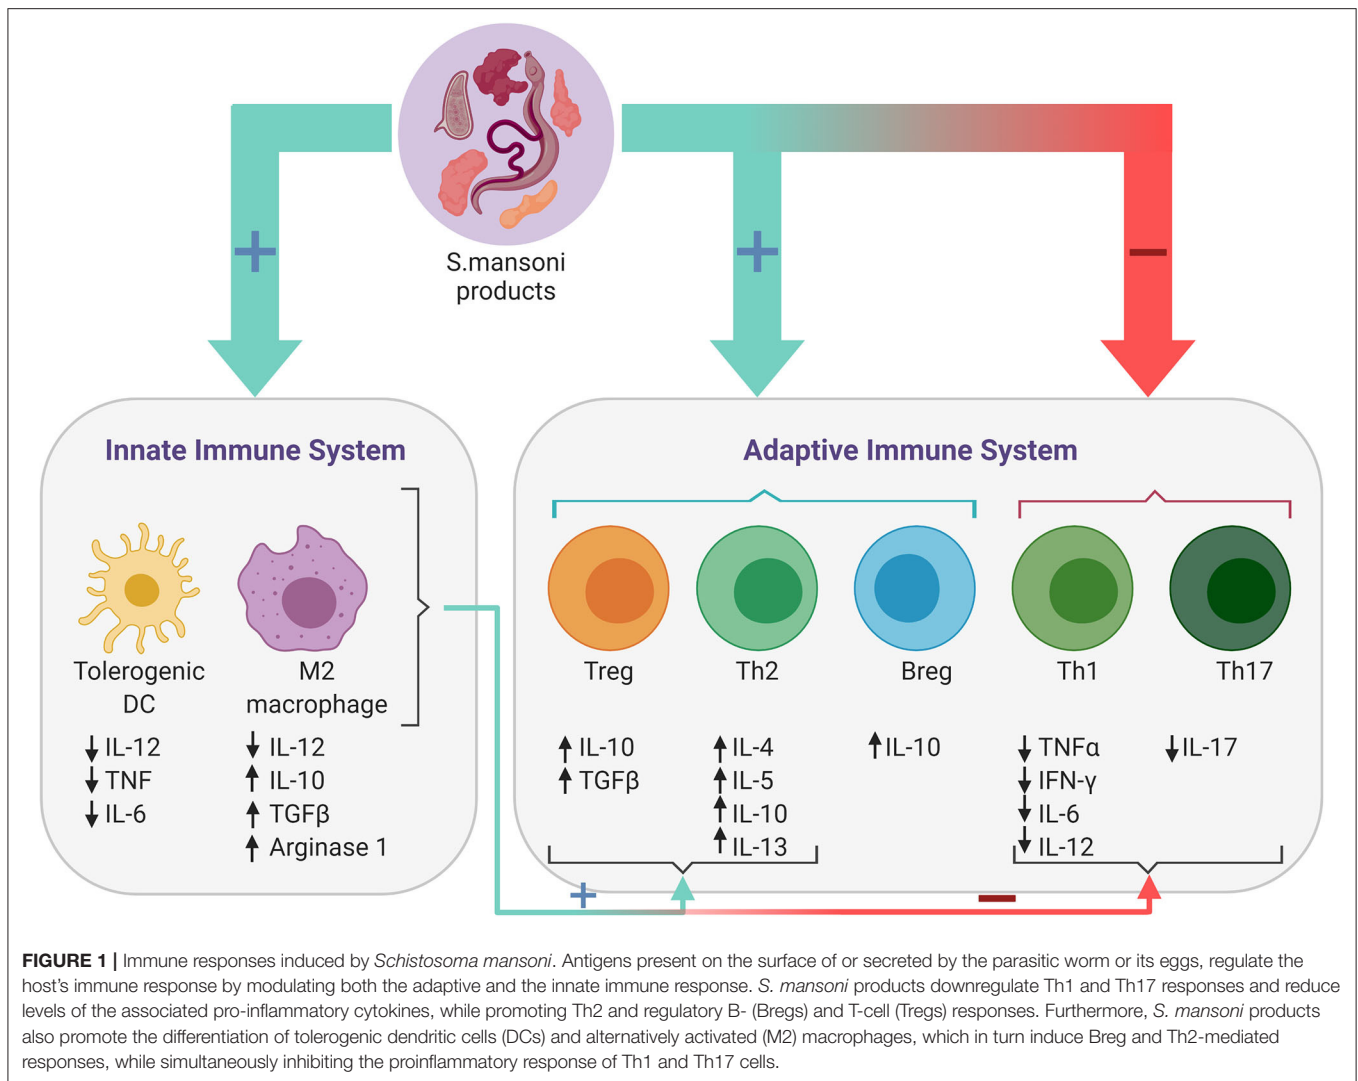 S.mansoni
products
+
+
−
Innate Immune System
Adaptive Immune System
Tolerogenic
DC
↓ IL-12
↓ TNF
↓ IL-6
M2
macrophage
↓ IL-12
↑ IL-10
↑ TGFβ
↑ Arginase 1
Treg
↑ IL-10
↑ TGFβ
Th2
↑ IL-4
↑ IL-5
↑ IL-10
↑ IL-13
Breg
↑ IL-10
Th1
↓ TNFα
↓ IFN-γ
↓ IL-6
↓ IL-12
Th17
↓ IL-17
+
−
FIGURE 1 | Immune responses induced by Schistosoma mansoni. Antigens present on the surface of or secreted by the parasitic worm or its eggs, regulate the
host's immune response by modulating both the adaptive and the innate immune response. S. mansoni products downregulate Th1 and Th17 responses and reduce
levels of the associated pro-inflammatory cytokines, while promoting Th2 and regulatory B- (Bregs) and T-cell (Tregs) responses. Furthermore, S. mansoni products
also promote the differentiation of tolerogenic dendritic cells (DCs) and alternatively activated (M2) macrophages, which in turn induce Breg and Th2-mediated
responses, while simultaneously inhibiting the proinflammatory response of Th1 and Th17 cells.